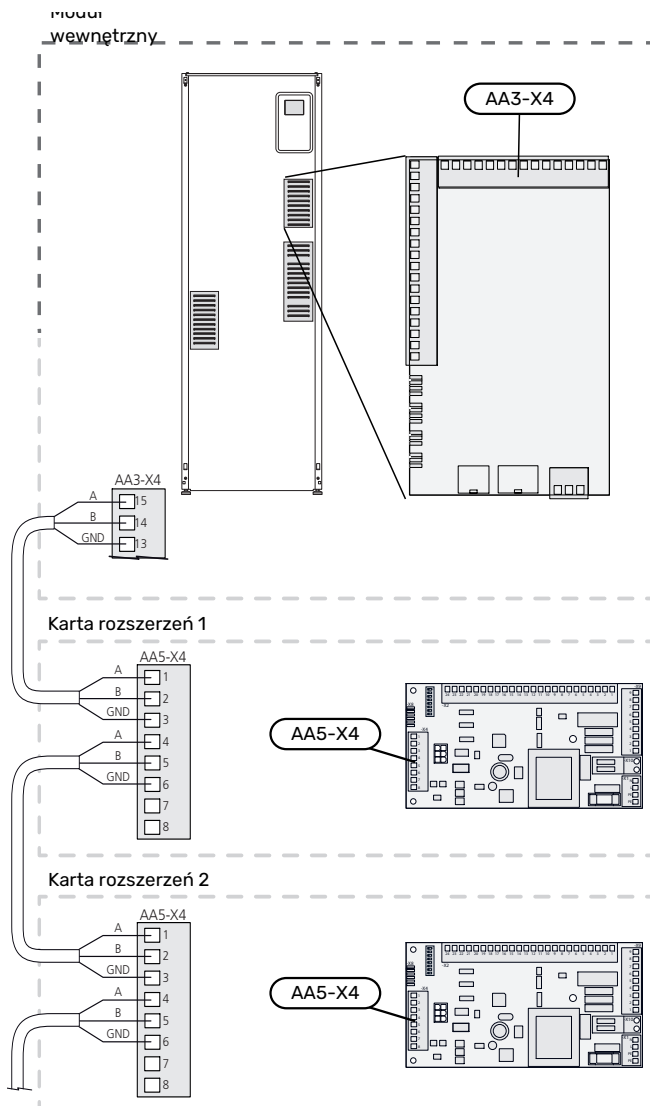 Moduł
wewnętrzny
AA3-X4
AA3-X4
A
15
B
14
GND
13
Karta rozszerzeń 1
AA5-X4
A
1
B
2
GND
3
A
4
B
5
GND
6
7
8
AA5-X4
Karta rozszerzeń 2
AA5-X4
A
1
B
2
GND
3
A
4
B
5
GND
6
7
8
AA5-X4